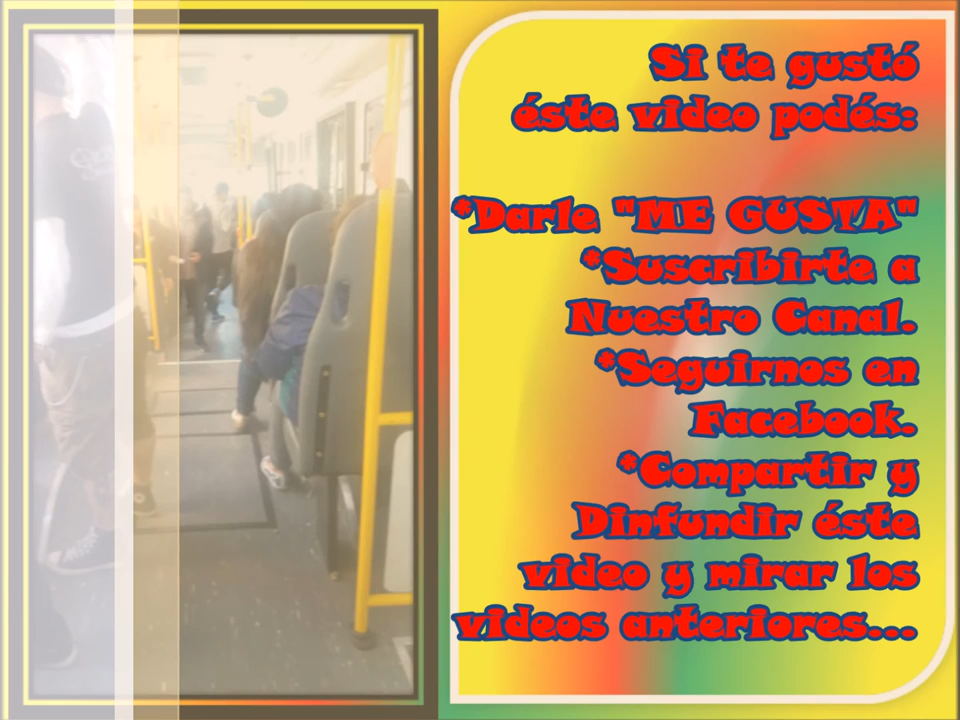 Si te gustó
éste video podés:
*Darle "ME GUSTA"
*Suscribirte a
Nuestro Canal.
*Seguirnos en
Facebook.
*Compartir y
Dinfundir éste
video y mirar los
videos anteriores...